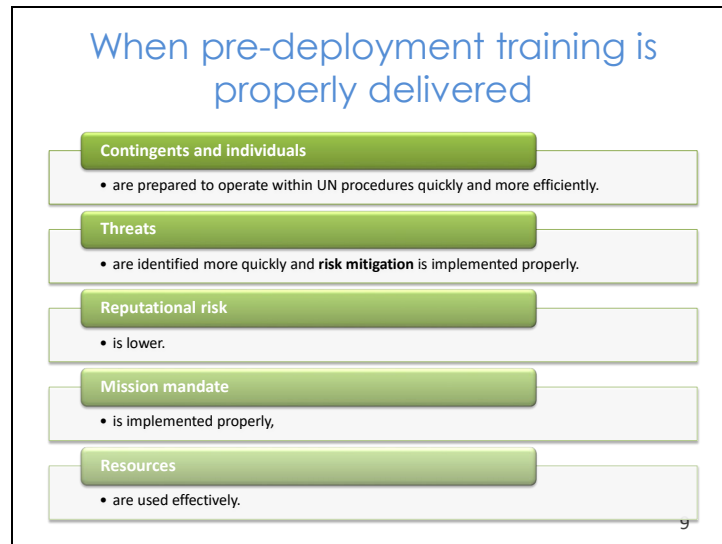 When pre-deployment training is
properly delivered
Contingents and individuals
• are prepared to operate within UN procedures quickly and more efficiently.
Threats
• are identified more quickly and risk mitigation is implemented properly.
Reputational risk
• is lower.
Mission mandate
• is implemented properly,
Resources
• are used effectively.
9